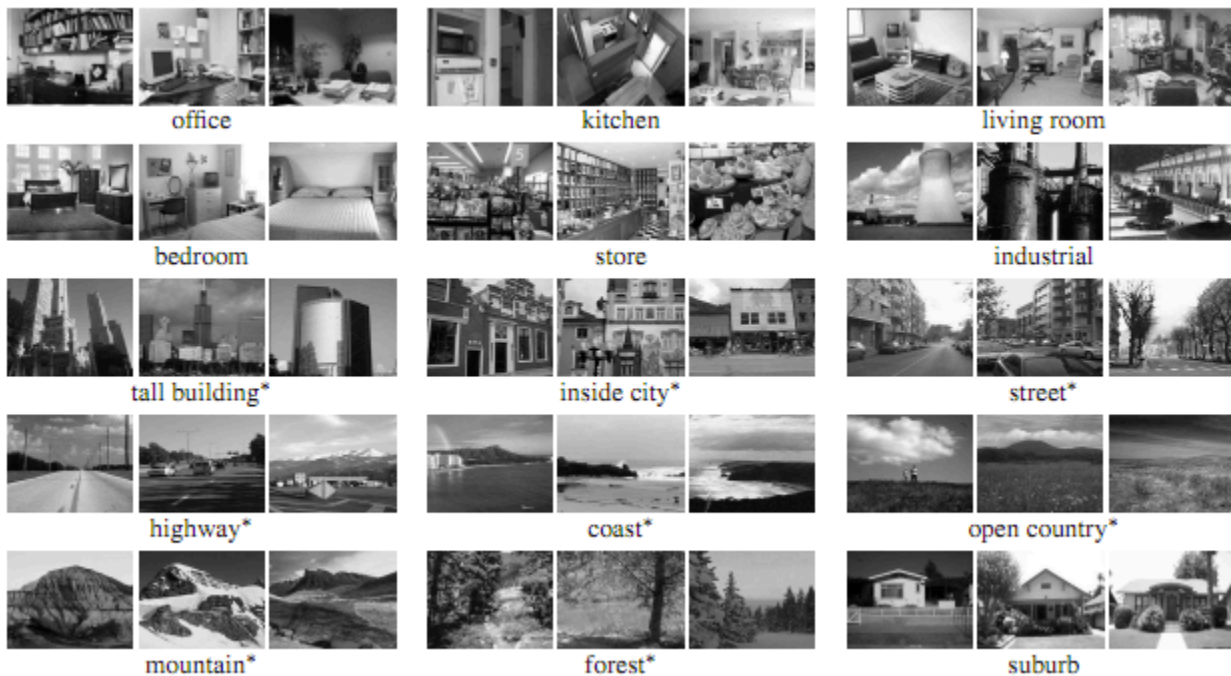 office
kitchen
living room
5
bedroom
store
industrial
tall building*
inside city*
street*
highway*
coast*
open country*
mountain*
forest*
suburb